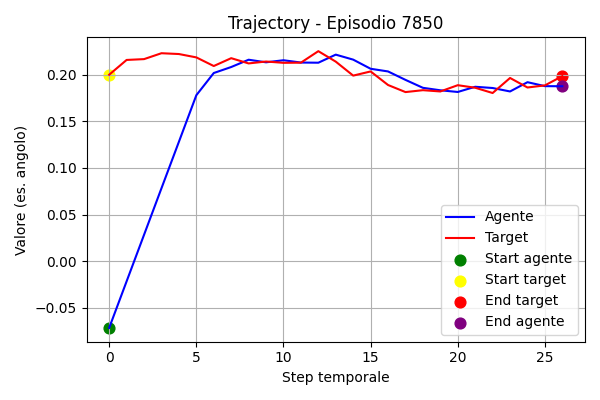 Trajectory - Episodio 7850
Valore (es. angolo)
0.20
0.15
0.10
0.05
0.00
−0.05
0
5
10
15
20
25
Step temporale
Agente
Target
Start agente
Start target
End target
End agente